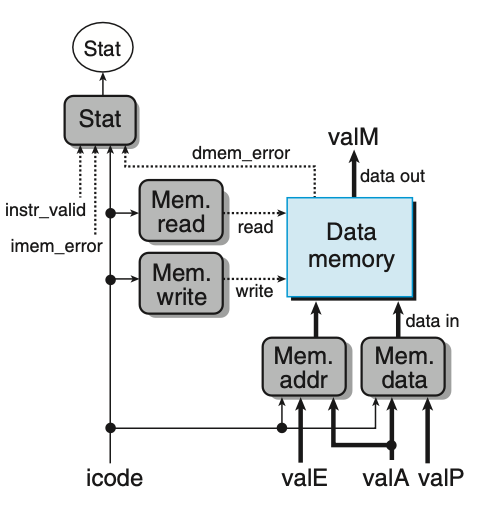 Stat
Stat
valM
dmem_error
data out
instr_valid
imem_error
Mem.
read
read
Data
memory
Mem.
write
write
data in
Mem.
addr
Mem.
data
icode
valE
valA
valP